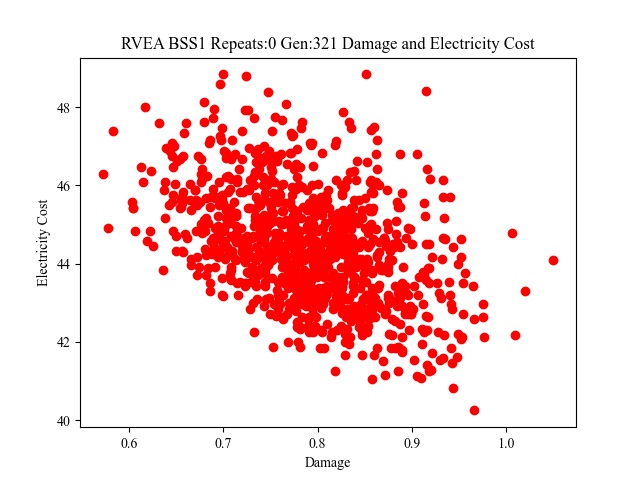 RVEA BSS1 Repeats:0 Gen:321 Damage and Electricity Cost
48
46
44
42
40
Electricity Cost
0.6 0.7 0.8 0.9 1.0
Damage